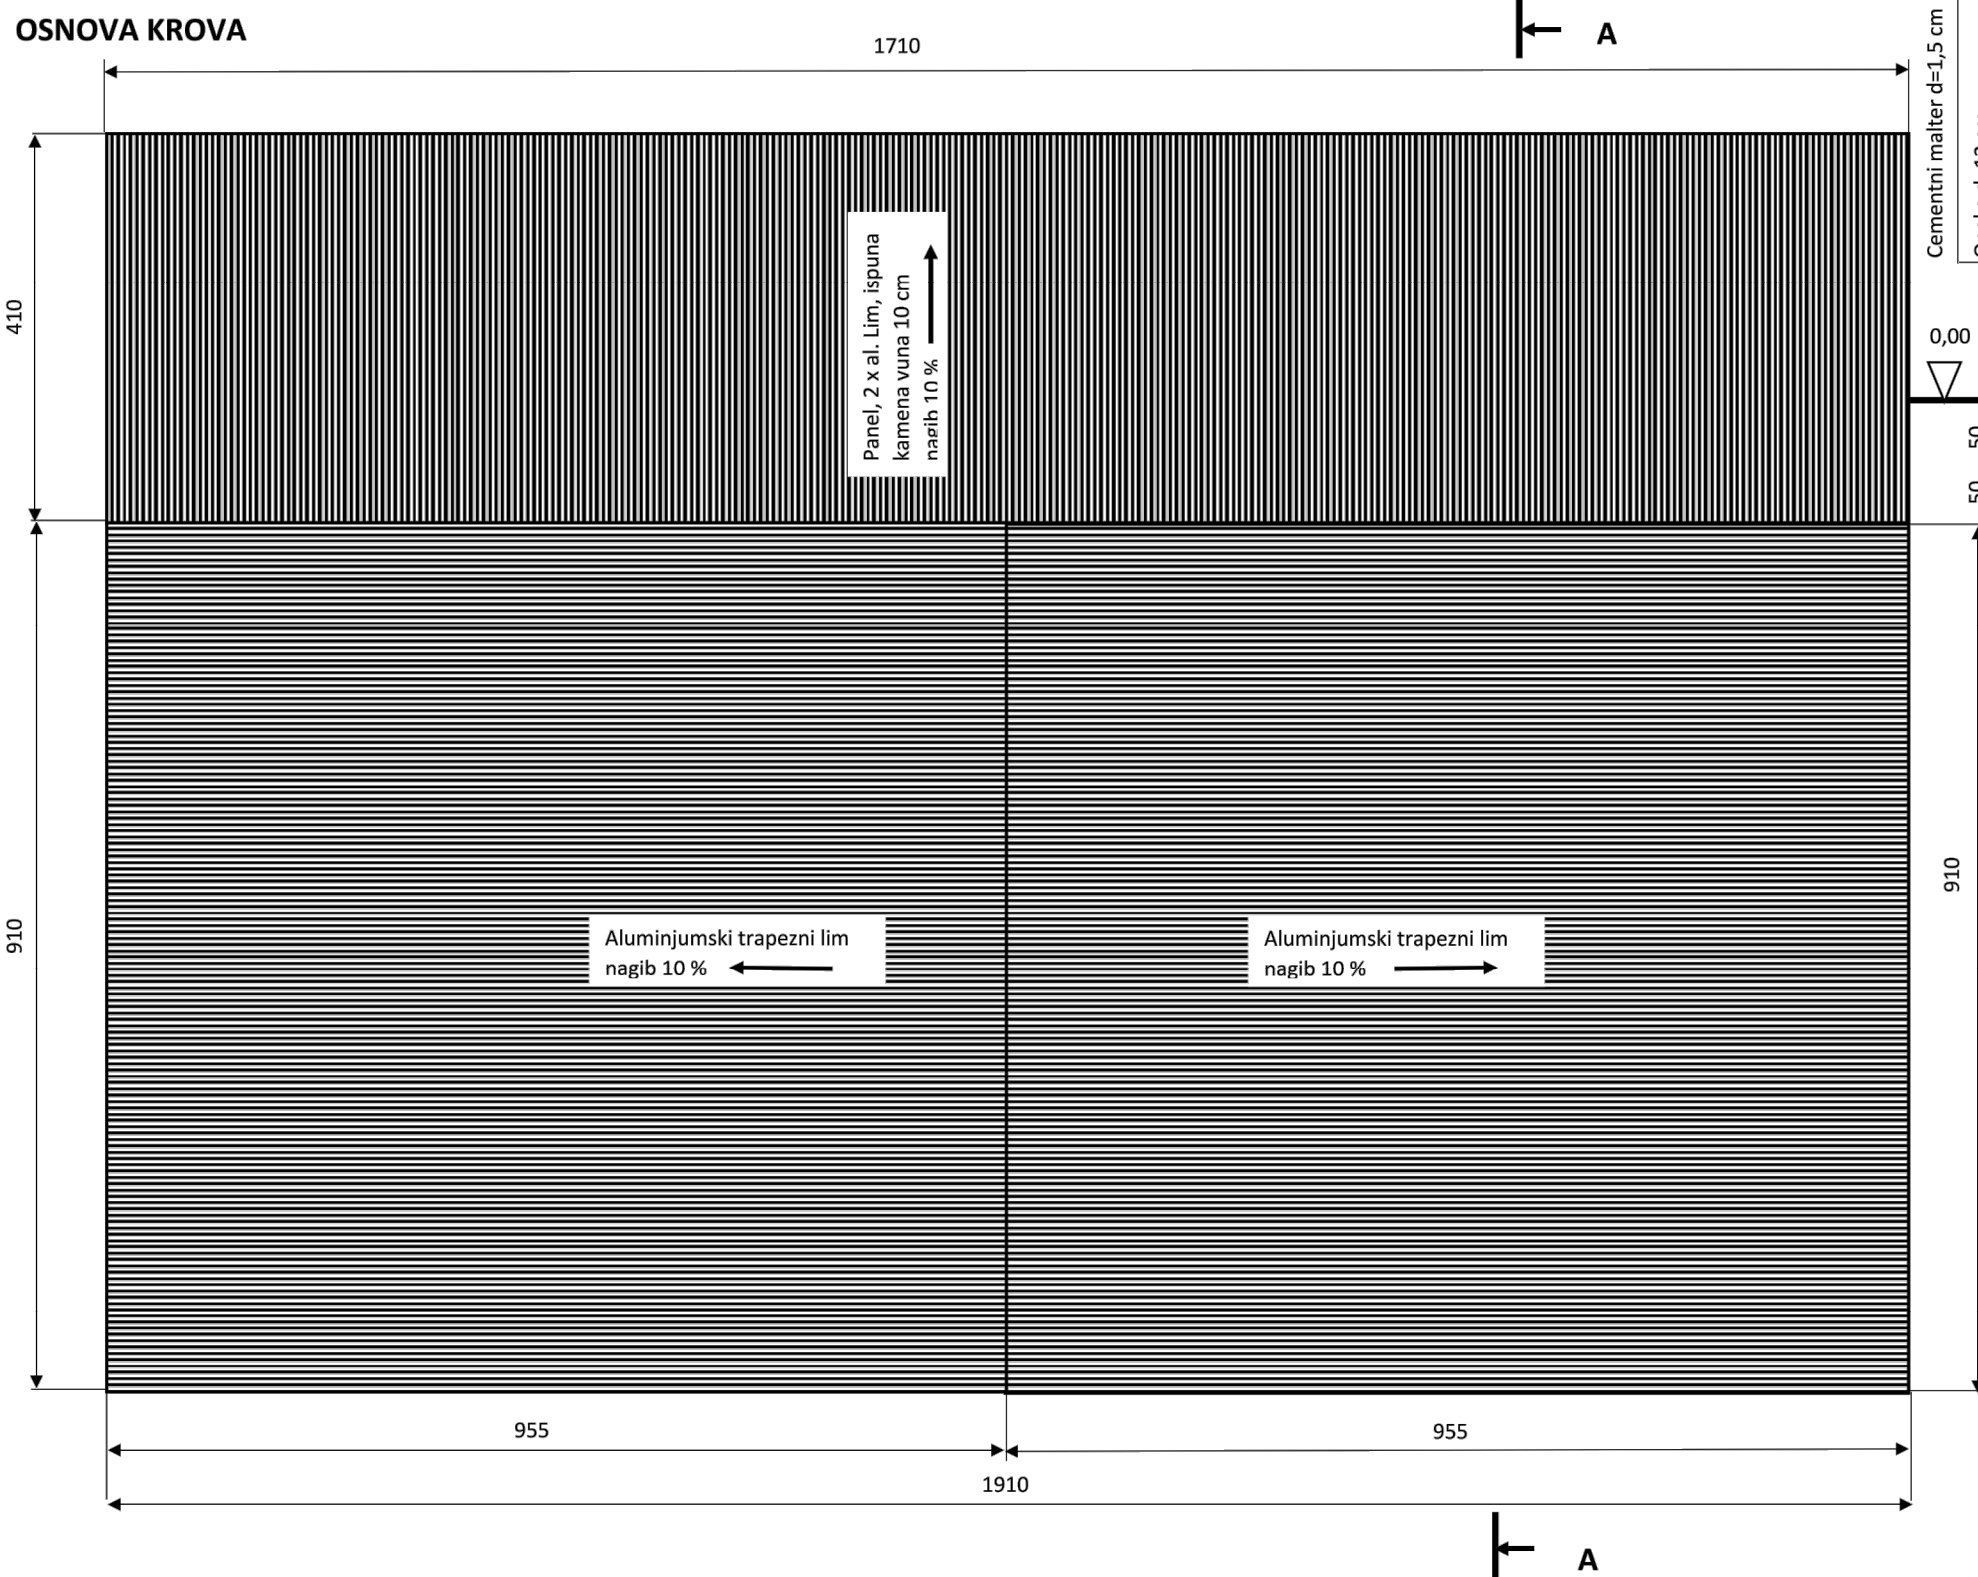 OSNOVA KROVA
A
1710
Cementni malter d=1,5 cm
410
Panel, 2 x al. Lim, ispuna
kamena vuna 10 cm
nagib 10 %
0,00
50
50
910
910
Aluminjumski trapezni lim
nagib 10 %
Aluminjumski trapezni lim
nagib 10 %
955
955
1910
A